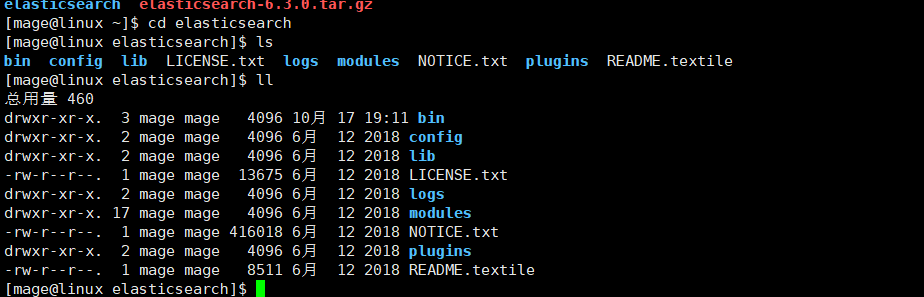 elasticsearch  elasticsearch-6.3.0.tar.gz
[mage@linux ~]$ cd elasticsearch
[mage@linux elasticsearch]$ ls
bin  config  lib  LICENSE.txt  logs  modules  NOTICE.txt  plugins  README.textile
[mage@linux elasticsearch]$ ll
总用量 460
drwxr-xr-x.  3 mage mage   4096 10月 17 19:11 bin
drwxr-xr-x.  2 mage mage   4096 6月  12 2018 config
drwxr-xr-x.  2 mage mage   4096 6月  12 2018 lib
-rw-r--r--.  1 mage mage  13675 6月  12 2018 LICENSE.txt
drwxr-xr-x.  2 mage mage   4096 6月  12 2018 logs
drwxr-xr-x. 17 mage mage   4096 6月  12 2018 modules
-rw-r--r--.  1 mage mage 416018 6月  12 2018 NOTICE.txt
drwxr-xr-x.  2 mage mage   4096 6月  12 2018 plugins
-rw-r--r--.  1 mage mage   8511 6月  12 2018 README.textile
[mage@linux elasticsearch]$